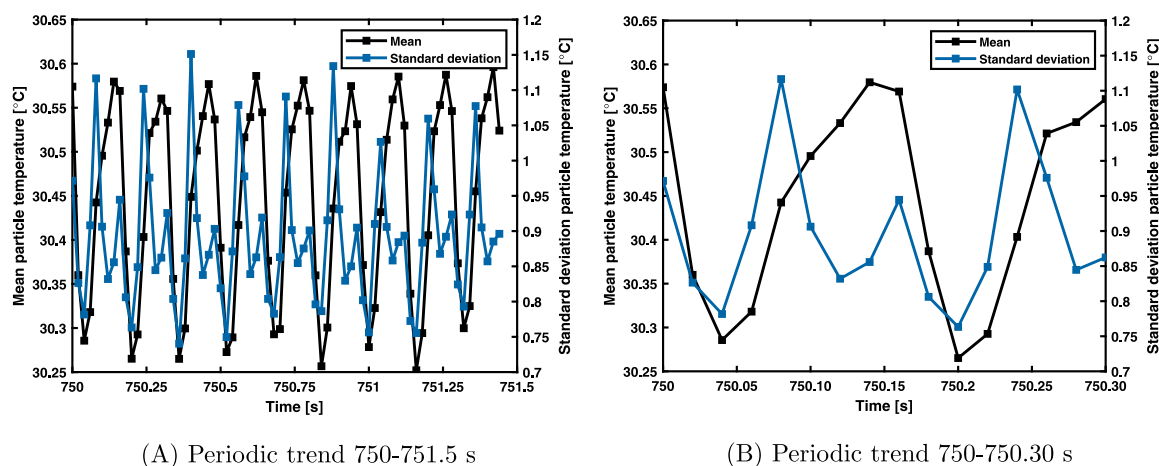 30.65
30.6
30.55
30.5
30.45
30.4
30.35
30.3
30.25
Mean particle temperature [°C]
1.2
1.15
1.1
1.05
1
0.95
0.9
0.85
0.8
0.75
0.7
Standard deviation particle temperature [°C]
Mean
Standard deviation
750 750.25 750.5 750.75 751 751.25 751.5
Time [s]
(A) Periodic trend 750-751.5 s
30.65
30.6
30.55
30.5
30.45
30.4
30.35
30.3
30.25
Mean particle temperature [°C]
1.2
1.15
1.1
1.05
1
0.95
0.9
0.85
0.8
0.75
0.7
Standard deviation particle temperature [°C]
Mean
Standard deviation
750 750.05 750.10 750.15 750.2 750.25 750.30
Time [s]
(B) Periodic trend 750-750.30 s